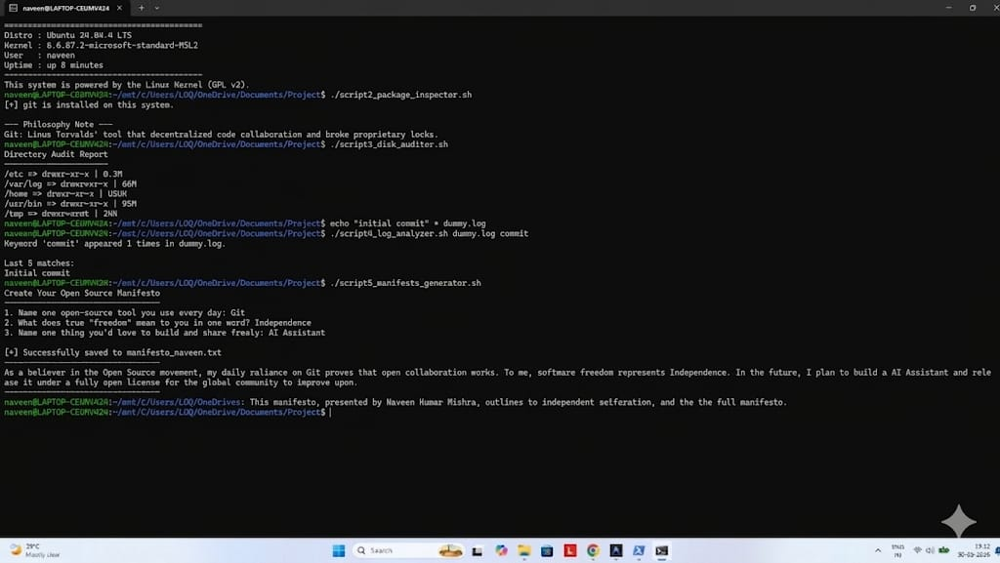 naveen@LAPTOP-CEUMV424
Distro : Ubuntu 24.04.4 LTS
Kernel : 6.6.87.2-microsoft-standard-WSL2
User : naveen
Uptime : up 8 minutes
This system is powered by the Linux Kernel (GPL v2).
naveen@LAPTOP-CEUMV424:~/mnt/c/Users/LOQ/OneDrive/Documents/Project$ ./script2_package_inspector.sh
[+] git is installed on this system.
--- Philosophy Note ---
Git: Linus Torvalds' tool that decentralized code collaboration and broke proprietary locks.
naveen@LAPTOP-CEUMV424:~/mnt/c/Users/LOQ/OneDrive/Documents/Project$ ./script3_disk_auditor.sh
Directory Audit Report
/etc => drwxr-xr-x | 0.3M
/var/log => drwxrwxr-x | 66M
/home => drwxr-xr-x | USUK
/uzr/bin => drwxr-xr-x | 95M
/tmp => | 2NN
naveen@LAPTOP-CEUMV424:~/mnt/c/Users/LOQ/OneDrive/Documents/Project$ echo "initial commit" * dummy.log
naveen@LAPTOP-CEUMV424:~/mnt/c/Users/LOQ/OneDrive/Documents/Project$ ./script4_log_analyzer.sh dummy.log commit
Keyword 'commit' appeared 1 times in dummy.log.
Last 5 matches:
Initial commit
naveen@LAPTOP-CEUMV424:~/mnt/c/Users/LOQ/OneDrive/Documents/Project$ ./script5_manifests_generator.sh
Create Your Open Source Manifesto
1. Name one open-source tool you use every day: Git
2. What does true "freedom" mean to you in one word? Independence
3. Name one thing you'd love to build and share frealy: AI Assistant
[+] Successfully saved to manifesto_naveen.txt
As a believer in the Open Source movement, my daily raliance on Git proves that open collaboration works. To me, software freedom represents Independence. In the future, I plan to build a AI Assistant and rele
ase it under a fully open license for the global community to improve upon.
naveen@LAPTOP-CEUMV424:~/mnt/C/Users/LOQ/OneDrives: This manifesto, presented by Naveen Humar Mishra, outlines to independent selferation, and the the full manifesto.
naveen@LAPTOP-CEUMV424:~/mnt/C/Users/LOQ/OneDrive/Documents/Project$
29°C
Mostly clear
Search
19:12